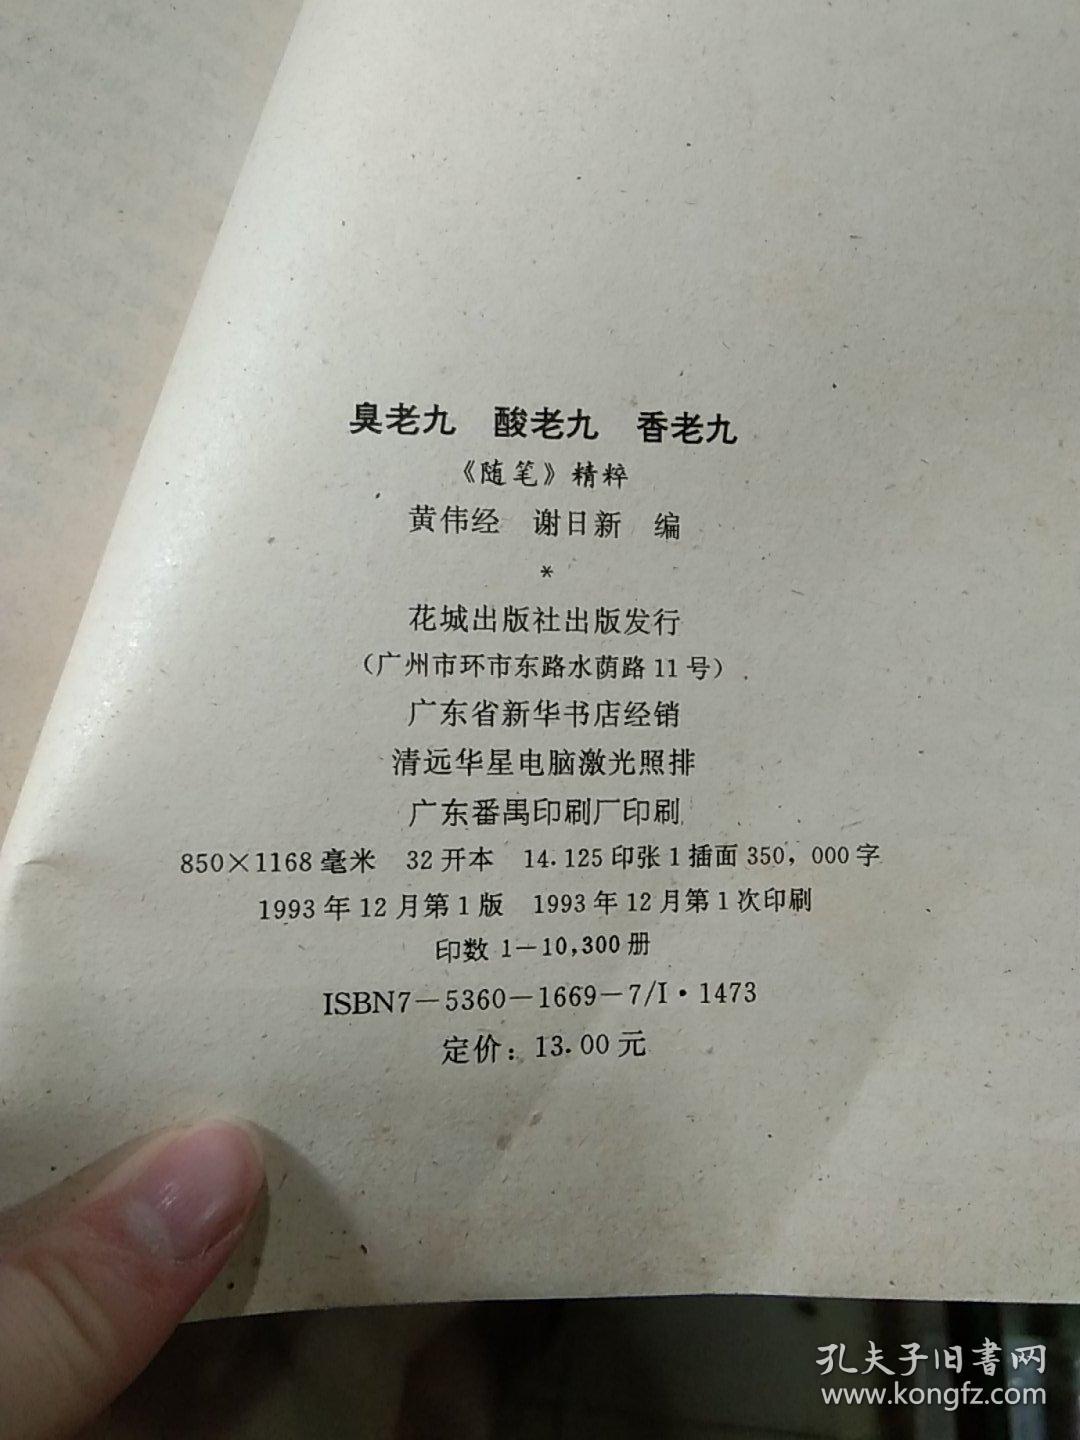 臭老九 酸老九 香老九
《随笔》精粹
黄伟经 谢日新 编
*
花城出版社出版发行
（广州市环市东路水荫路11号）
广东省新华书店经销
清远华星电脑激光照排
广东番禺印刷厂印刷
850×1168毫米 32开本 14.125印张1插面350，000字
1993年12月第1版 1993年12月第1次印刷
印数1—10,300册
ISBN7—5360—1669—7/I·1473
定价：13.00元
孔夫子旧書网
www.kongfz.com